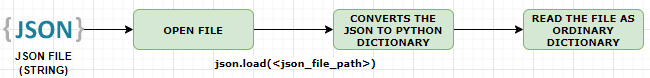 {JSON}
JSON FILE
(STRING)
OPEN FILE
json.load(<json_file_path>)
CONVERTS THE
JSON TO PYTHON
DICTIONARY
READ THE FILE AS
ORDINARY
DICTIONARY